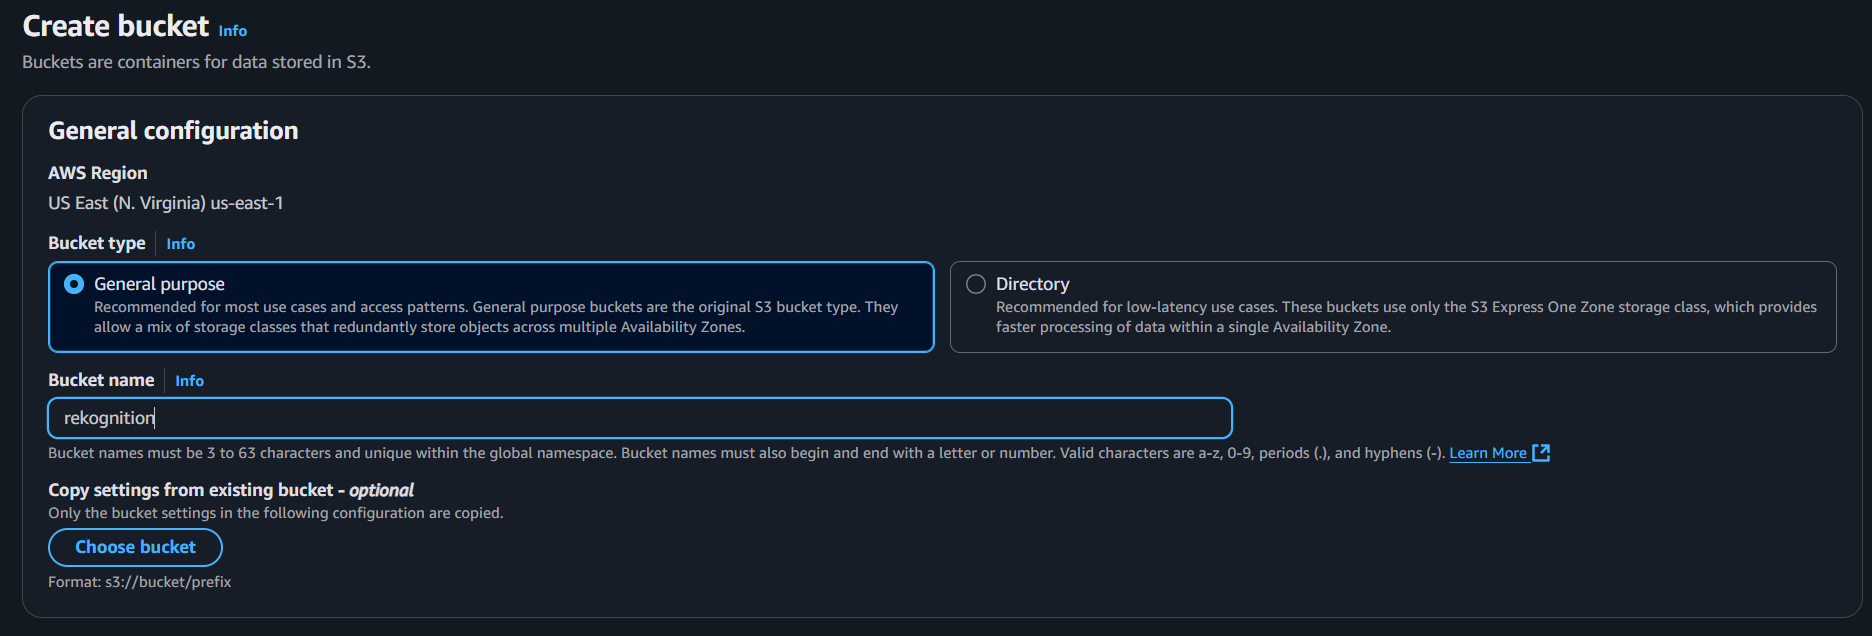 Create bucket Info
Buckets are containers for data stored in S3.
General configuration
AWS Region
US East (N. Virginia) us-east-1
Bucket type Info
General purpose
Recommended for most use cases and access patterns. General purpose buckets are the original S3 bucket type. They
allow a mix of storage classes that redundantly store objects across multiple Availability Zones.
Directory
Recommended for low-latency use cases. These buckets use only the S3 Express One Zone storage class, which provides
faster processing of data within a single Availability Zone.
Bucket name Info
rekognition
Bucket names must be 3 to 63 characters and unique within the global namespace. Bucket names must also begin and end with a letter or number. Valid characters are a-z, 0-9, periods (.), and hyphens (-). Learn More
Copy settings from existing bucket - optional
Only the bucket settings in the following configuration are copied.
Choose bucket
Format: s3://bucket/prefix